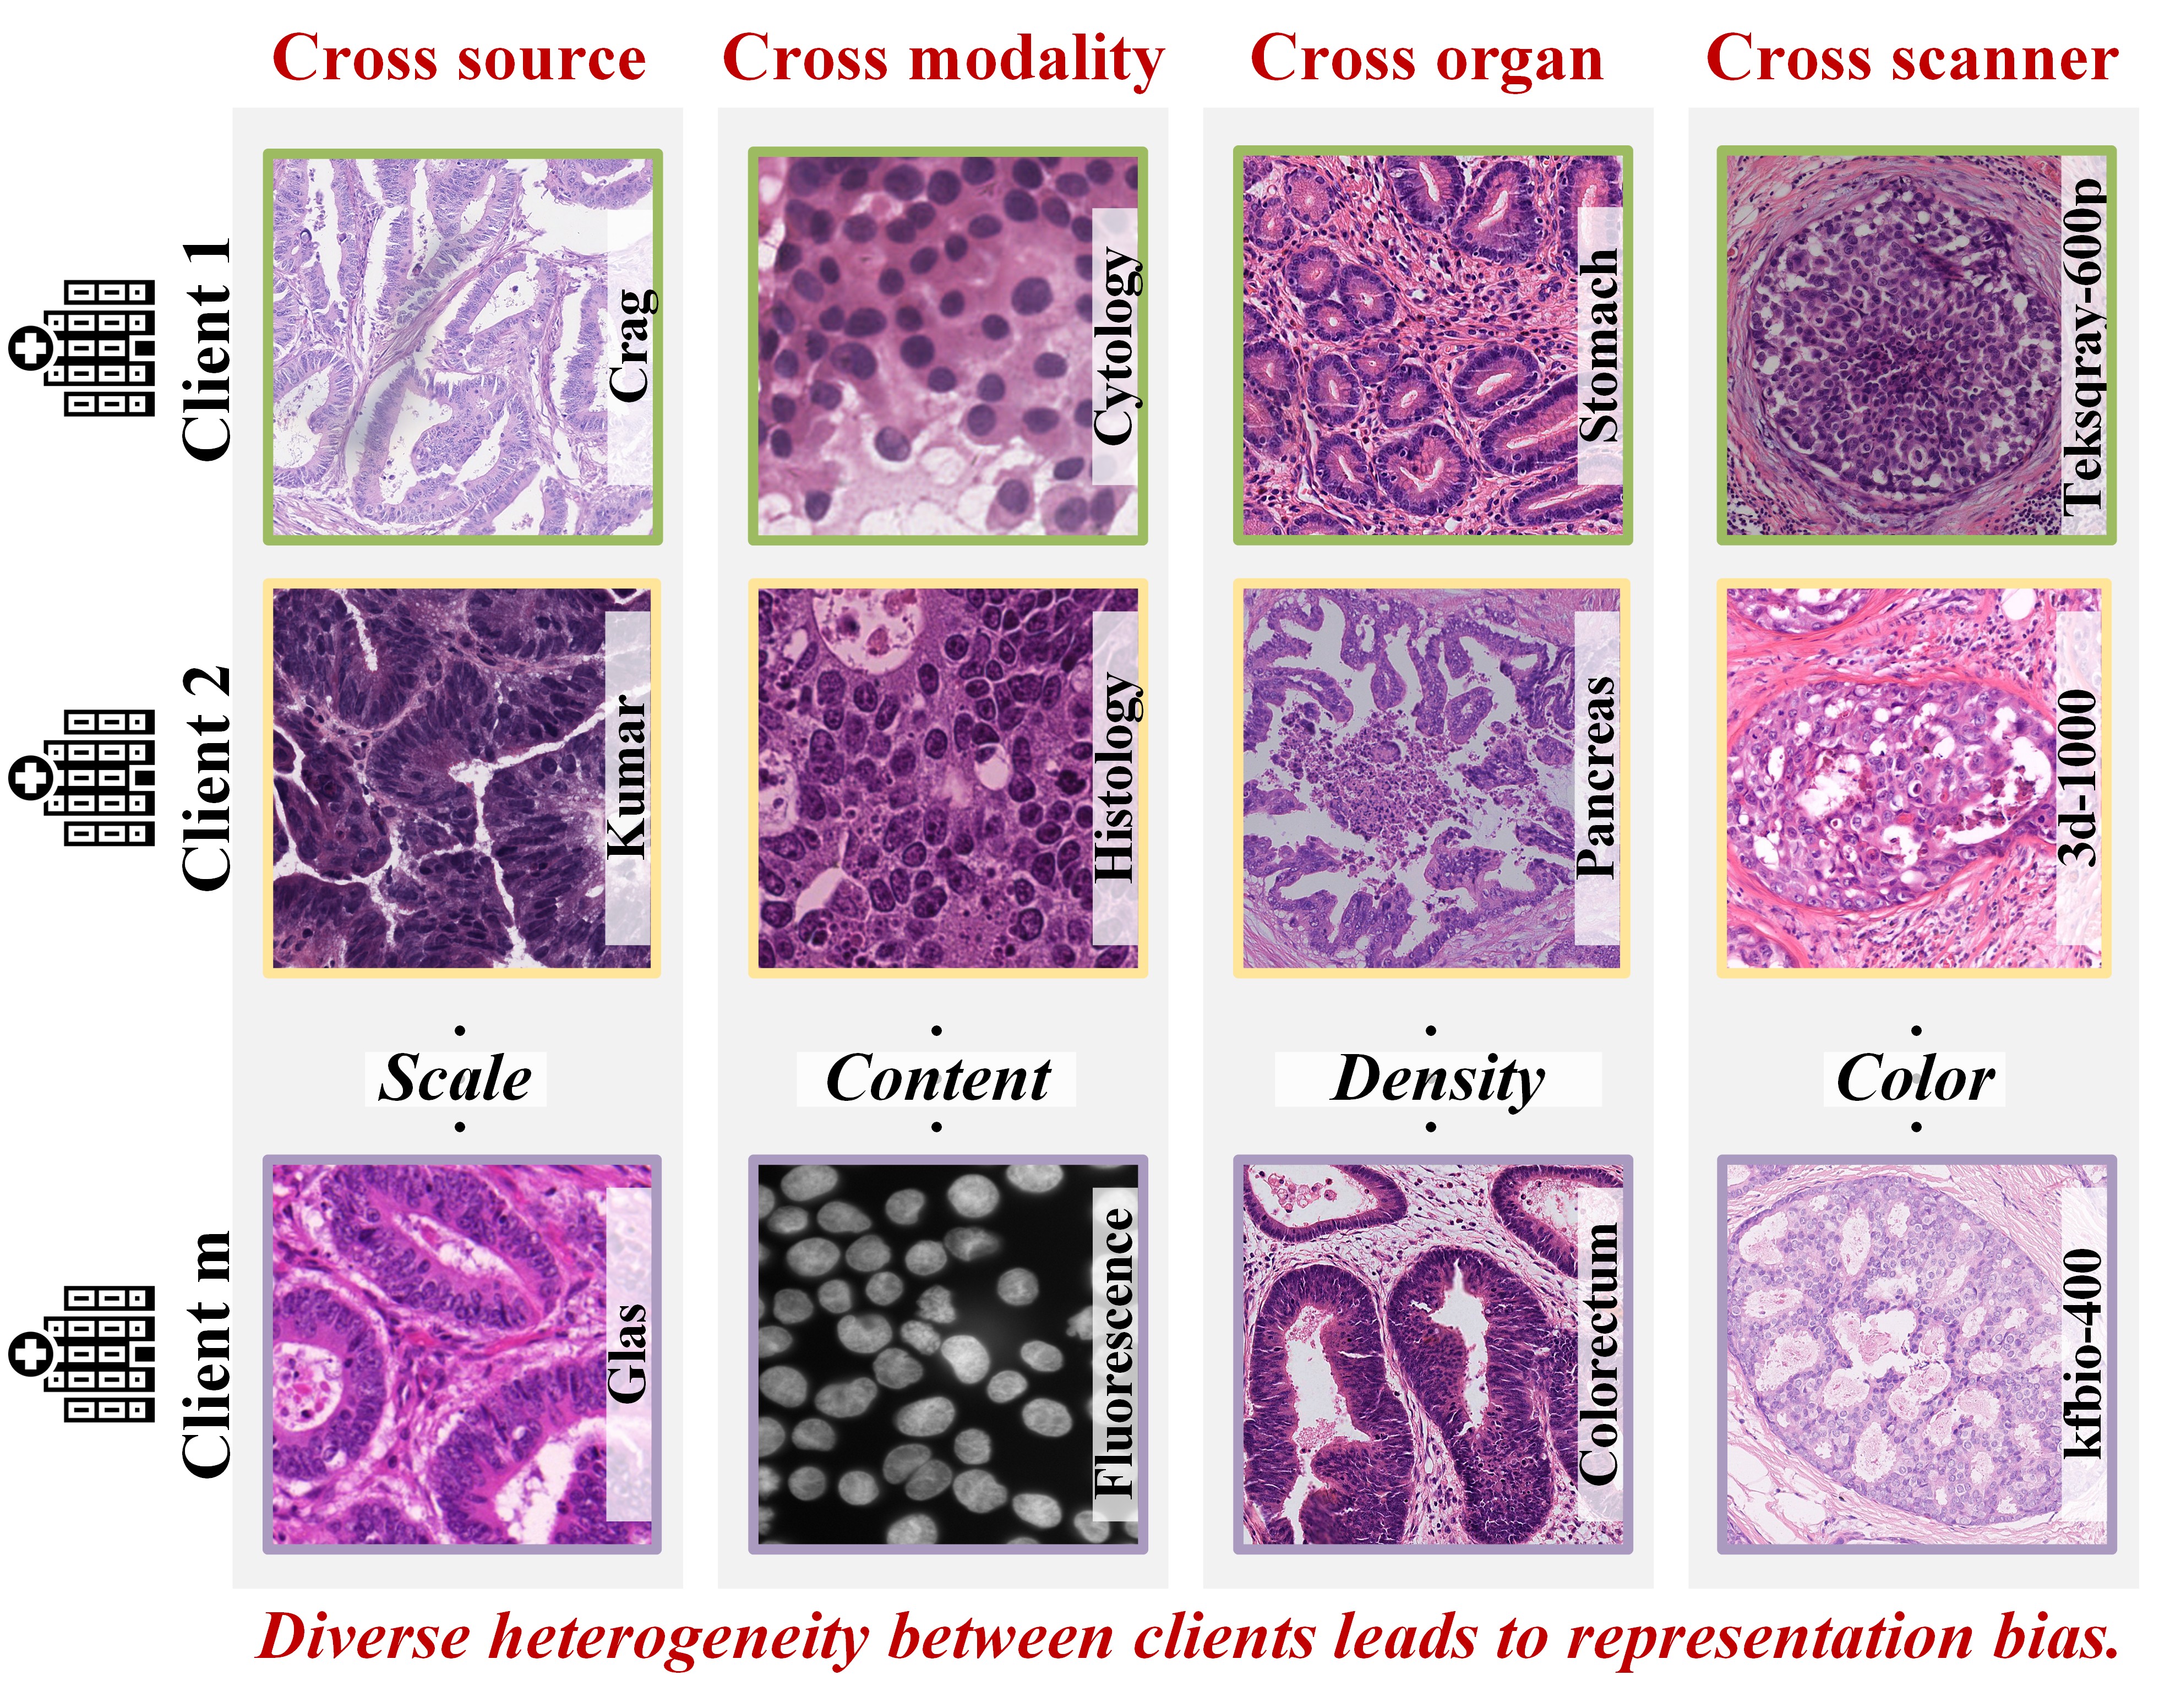 Cross source
Cross modality
Cross organ
Cross scanner
Client 1
Crag
Cytology
Stomach
Teksqray-600p
Client 2
Kumar
Histology
Pancreas
3d-1000
Scale
Content
Density
Color
Client m
Glas
Fluorescence
Colorectum
kfbio-400
Diverse heterogeneity between clients leads to representation bias.